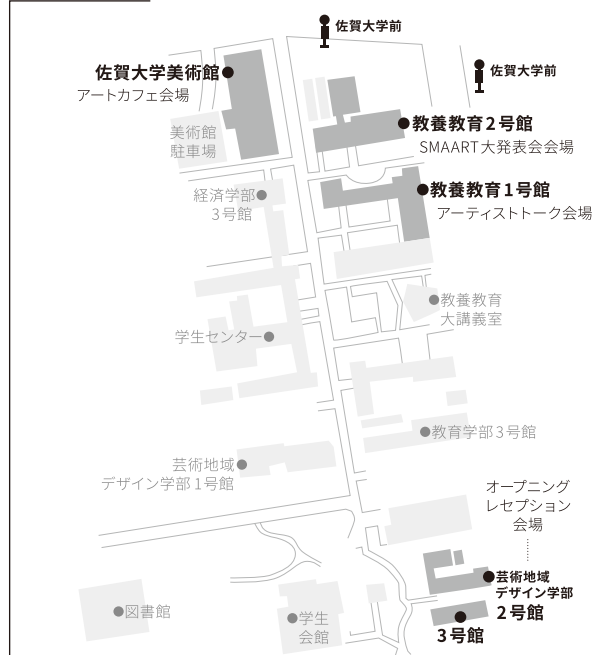 佐賀大学前
佐賀大学前
佐賀大学美術館
アートカフェ会場
教養教育2号館
SMAART大発表会会場
美術館
駐車場
教養教育1号館
アーティストトーク会場
経済学部
3号館
教養教育
大講義室
学生センター
教育学部3号館
芸術地域
デザイン学部1号館
オープニング
レセプション
会場
芸術地域
デザイン学部
2号館
3号館
図書館
学生
会館